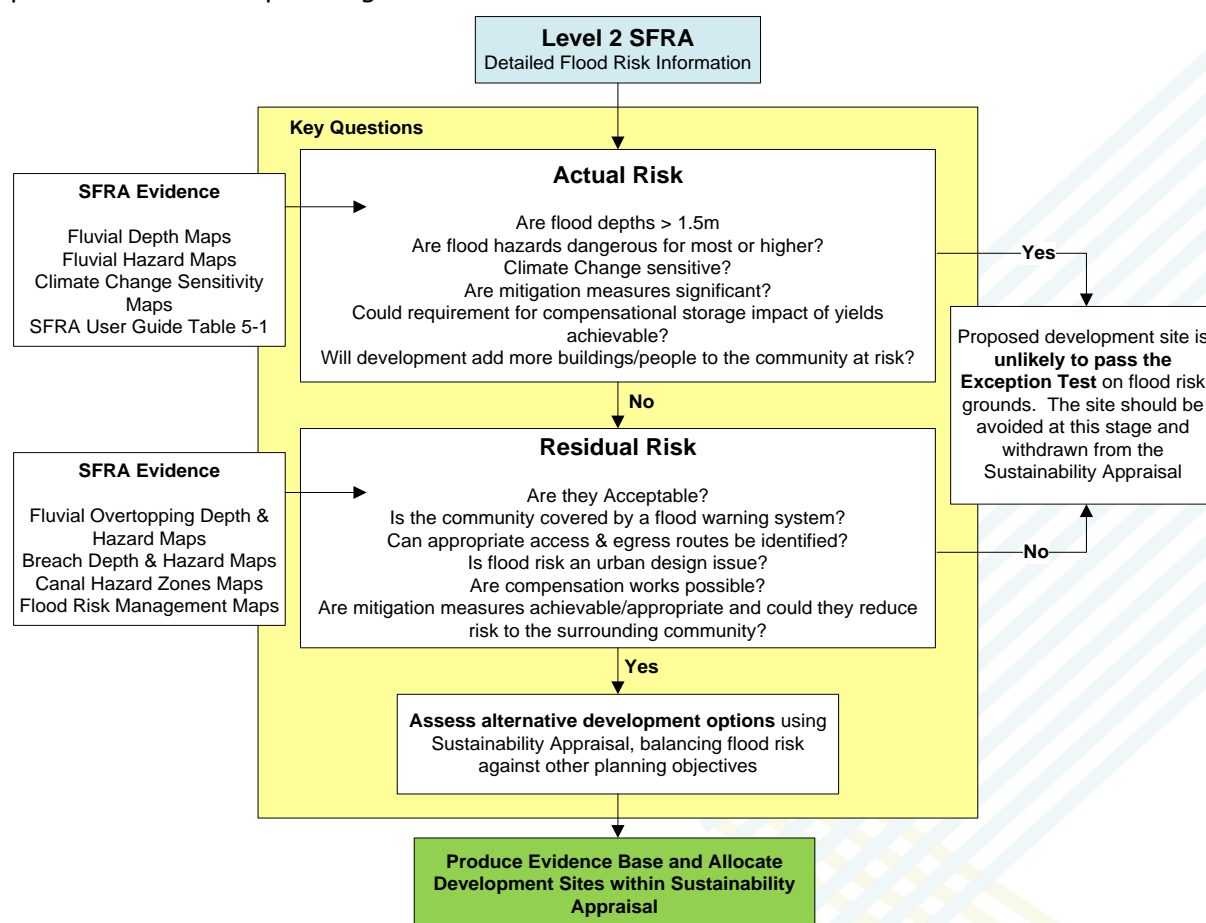 Level 2 SFRA
Detailed Flood Risk Information
Key Questions
Actual Risk
Are flood depths > 1.5m
Are flood hazards dangerous for most or higher?
Climate Change sensitive?
Are mitigation measures significant?
Could requirement for compensational storage impact of yields
achievable?
Will development add more buildings/people to the community at risk?
SFRA Evidence
Fluvial Depth Maps
Fluvial Hazard Maps
Climate Change Sensitivity
Maps
SFRA User Guide Table 5-1
Yes
Proposed development site is
unlikely to pass the
Exception Test on flood risk
grounds. The site should be
avoided at this stage and
withdrawn from the
Sustainability Appraisal
No
Residual Risk
Are they Acceptable?
Is the community covered by a flood warning system?
Can appropriate access & egress routes be identified?
Is flood risk an urban design issue?
Are compensation works possible?
Are mitigation measures achievable/appropriate and could they reduce
risk to the surrounding community?
SFRA Evidence
Fluvial Overtopping Depth &
Hazard Maps
Breach Depth & Hazard Maps
Canal Hazard Zones Maps
Flood Risk Management Maps
No
Yes
Assess alternative development options using
Sustainability Appraisal, balancing flood risk
against other planning objectives
Produce Evidence Base and Allocate
Development Sites within Sustainability
Appraisal